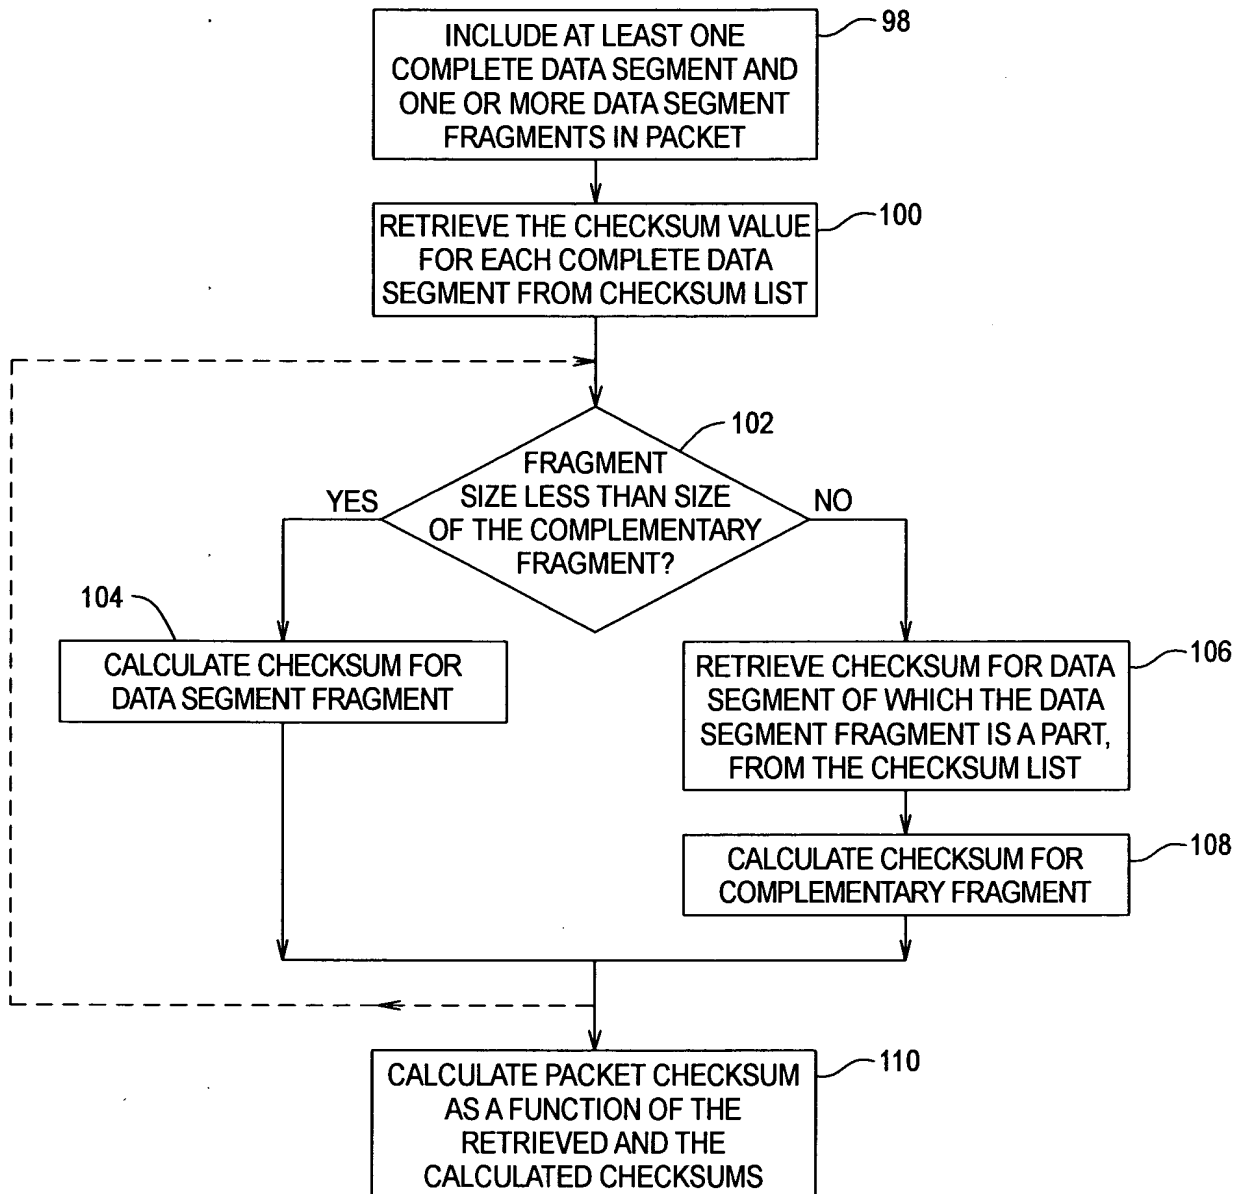 INCLUDE AT LEAST ONE
COMPLETE DATA SEGMENT AND
ONE OR MORE DATA SEGMENT
FRAGMENTS IN PACKET
98
RETRIEVE THE CHECKSUM VALUE
FOR EACH COMPLETE DATA
SEGMENT FROM CHECKSUM LIST
100
FRAGMENT
SIZE LESS THAN SIZE
OF THE COMPLEMENTARY
FRAGMENT?
102
YES
NO
104
CALCULATE CHECKSUM FOR
DATA SEGMENT FRAGMENT
RETRIEVE CHECKSUM FOR DATA
SEGMENT OF WHICH THE DATA
SEGMENT FRAGMENT IS A PART,
FROM THE CHECKSUM LIST
106
CALCULATE CHECKSUM FOR
COMPLEMENTARY FRAGMENT
108
CALCULATE PACKET CHECKSUM
AS A FUNCTION OF THE
RETRIEVED AND THE
CALCULATED CHECKSUMS
110